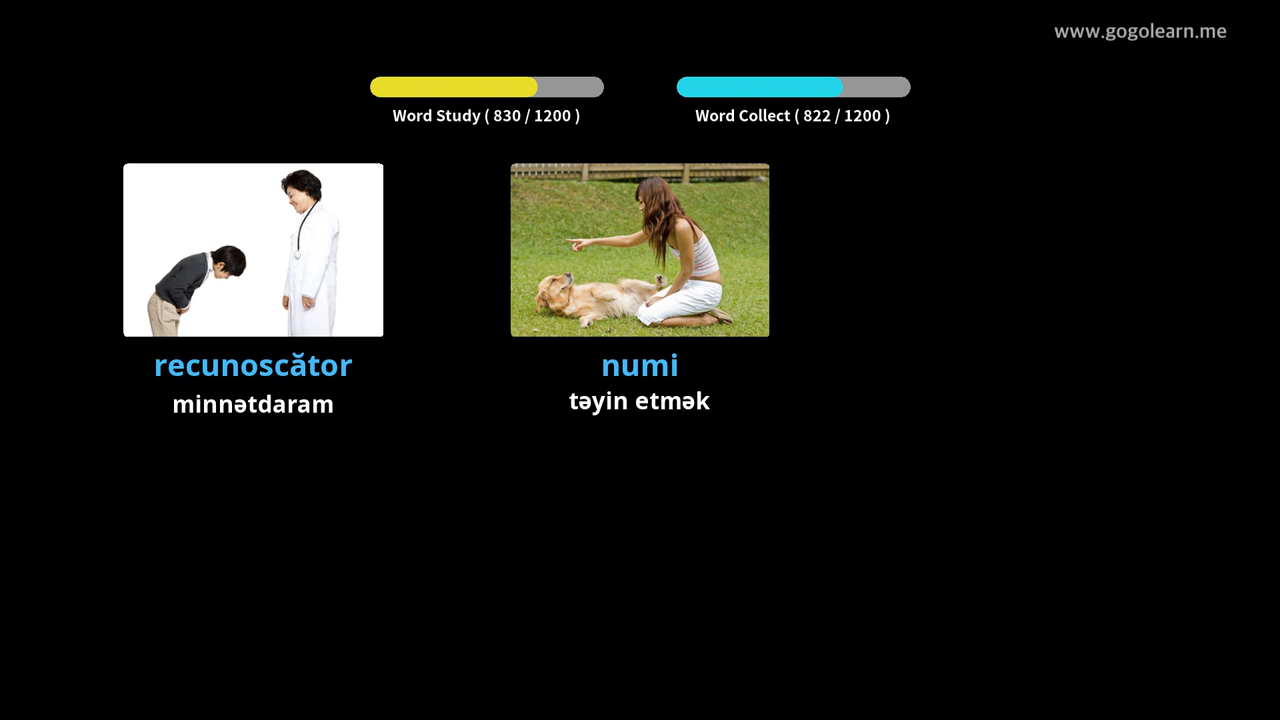 www.gogolearn.me
Word Study ( 830 / 1200 )
Word Collect ( 822 / 1200 )
recunoscător
minnətdaram
numi
təyin etmək